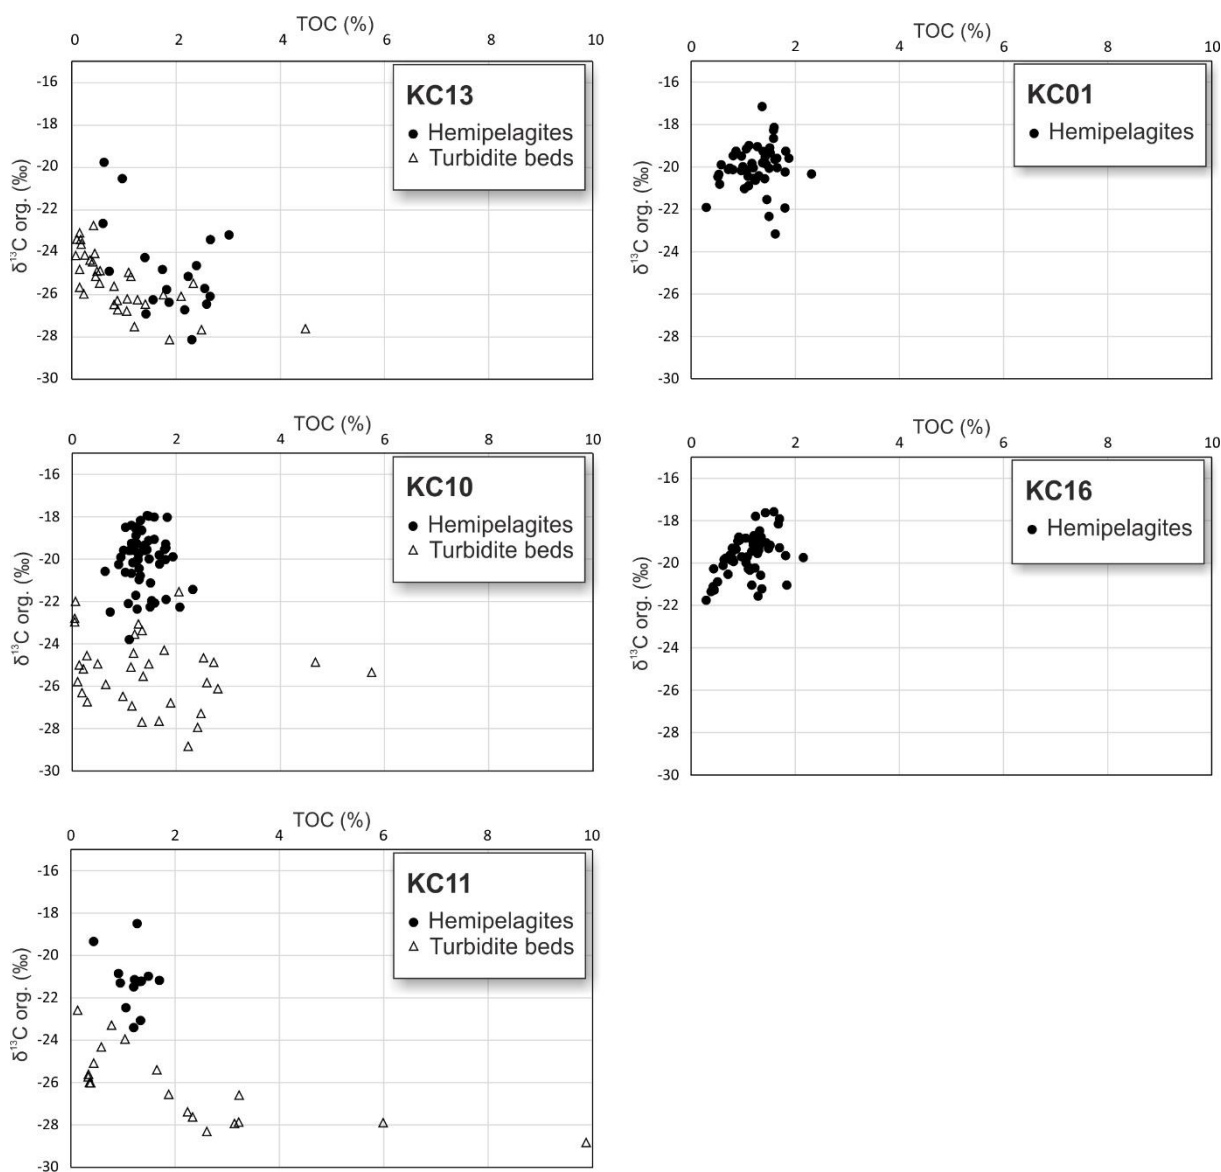 TOC (%)
0 2 4 6 8 10
-16
-18
-20
-22
-24
-26
-28
-30
δ¹³C org. (‰)
KC13
Hemipelagites
Turbidite beds
TOC (%)
0 2 4 6 8 10
-16
-18
-20
-22
-24
-26
-28
-30
δ¹³C org. (‰)
KC01
Hemipelagites
TOC (%)
0 2 4 6 8 10
-16
-18
-20
-22
-24
-26
-28
-30
δ¹³C org. (‰)
KC10
Hemipelagites
Turbidite beds
TOC (%)
0 2 4 6 8 10
-16
-18
-20
-22
-24
-26
-28
-30
δ¹³C org. (‰)
KC16
Hemipelagites
TOC (%)
0 2 4 6 8 10
-16
-18
-20
-22
-24
-26
-28
-30
δ¹³C org. (‰)
KC11
Hemipelagites
Turbidite beds